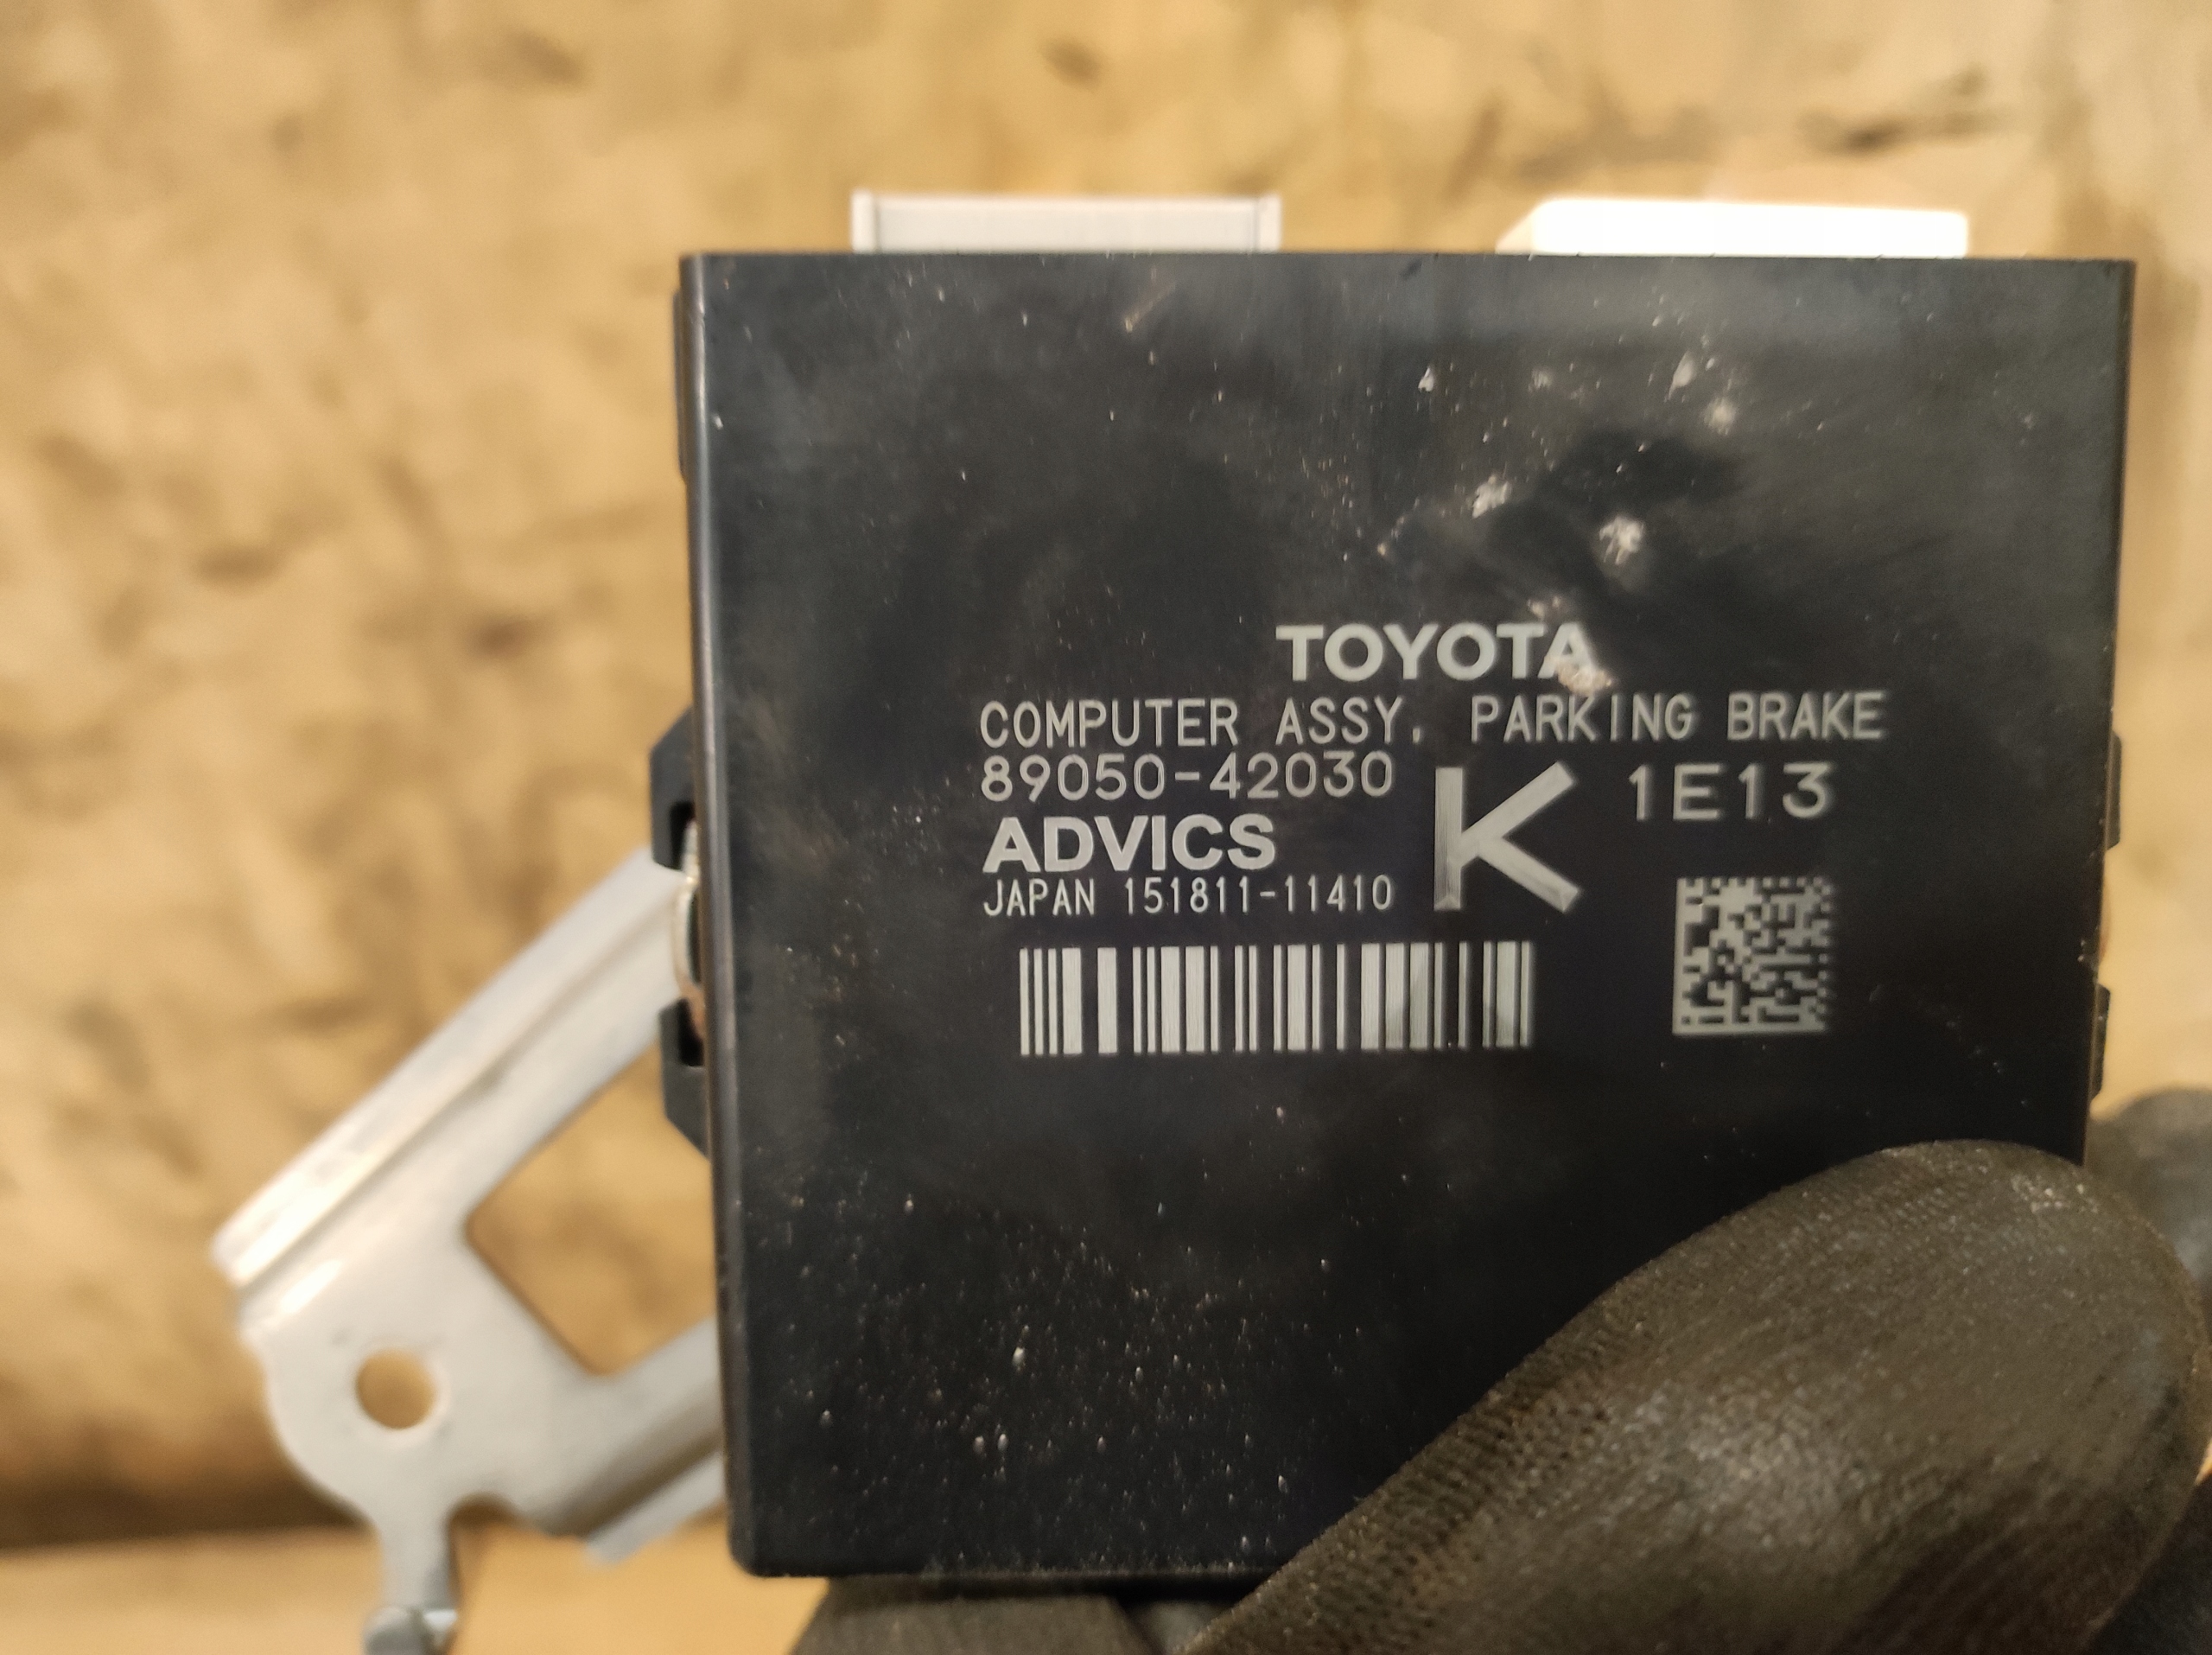 TOYOTA
COMPUTER ASSY, PARKING BRAKE
89050-42030
K 1E13
ADVICS
JAPAN 151811-11410